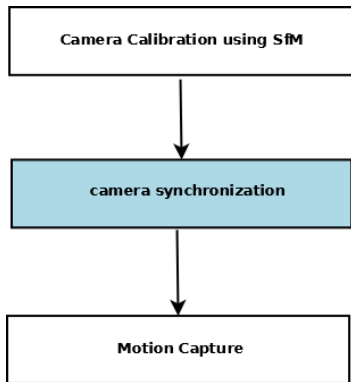 Camera Calibration using SfM
camera synchronization
Motion Capture